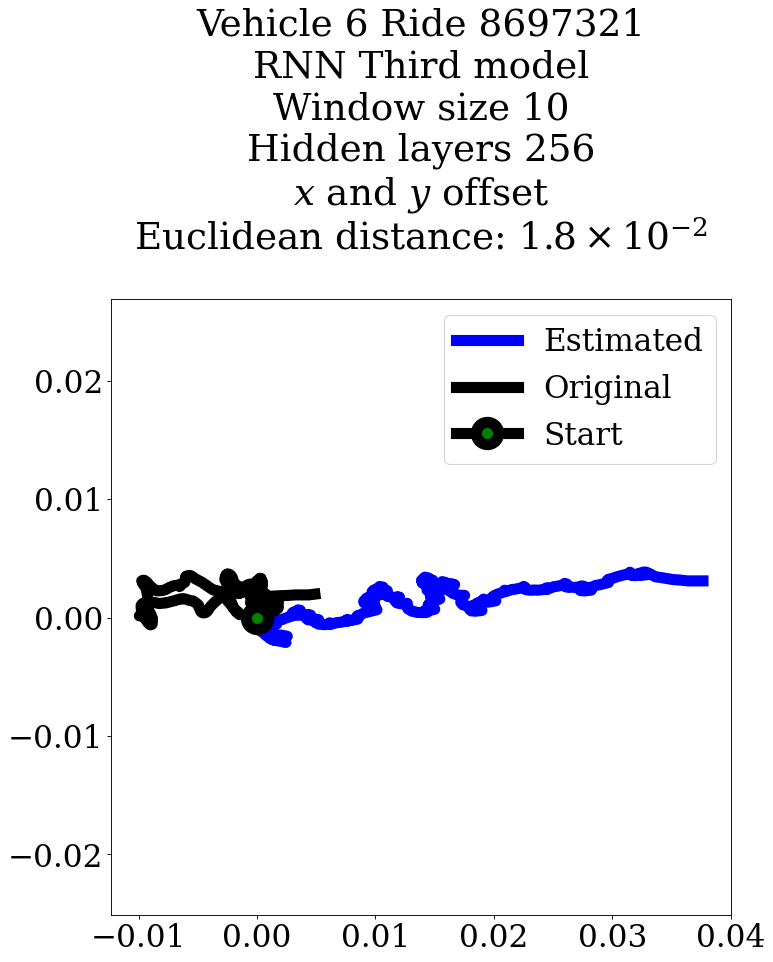 Vehicle 6 Ride 8697321
RNN Third model
Window size 10
Hidden layers 256
x and y offset
Euclidean distance: 1.8 × 10⁻²
Estimated
Original
Start
0.02
0.01
0.00
−0.01
−0.02
−0.01 0.00 0.01 0.02 0.03 0.04